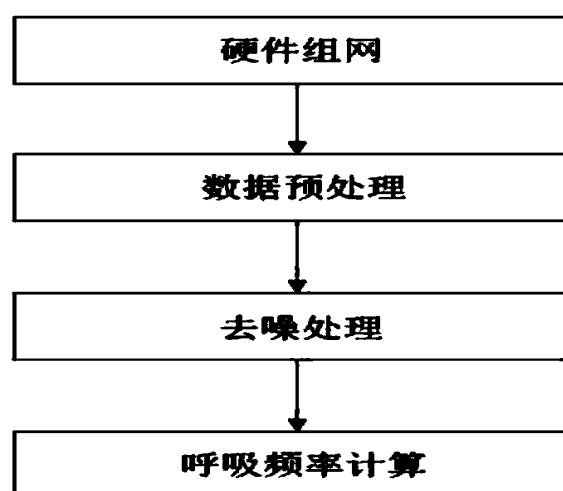 硬件组网
数据预处理
去噪处理
呼吸频率计算